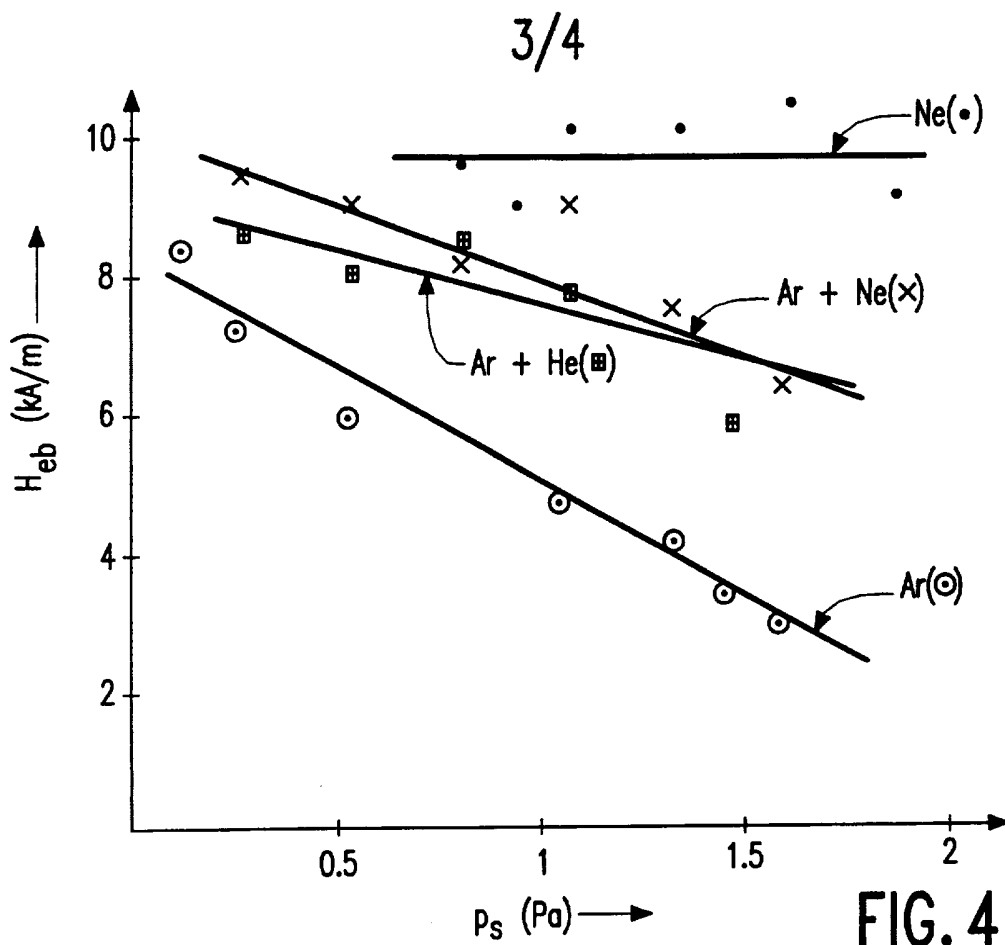 3/4
10
8
6
4
2
H_eb (kA/m)
Ne(•)
Ar + Ne(×)
Ar + He(⊞)
Ar(⊙)
0.5
1
1.5
2
p_s (Pa)
FIG. 4